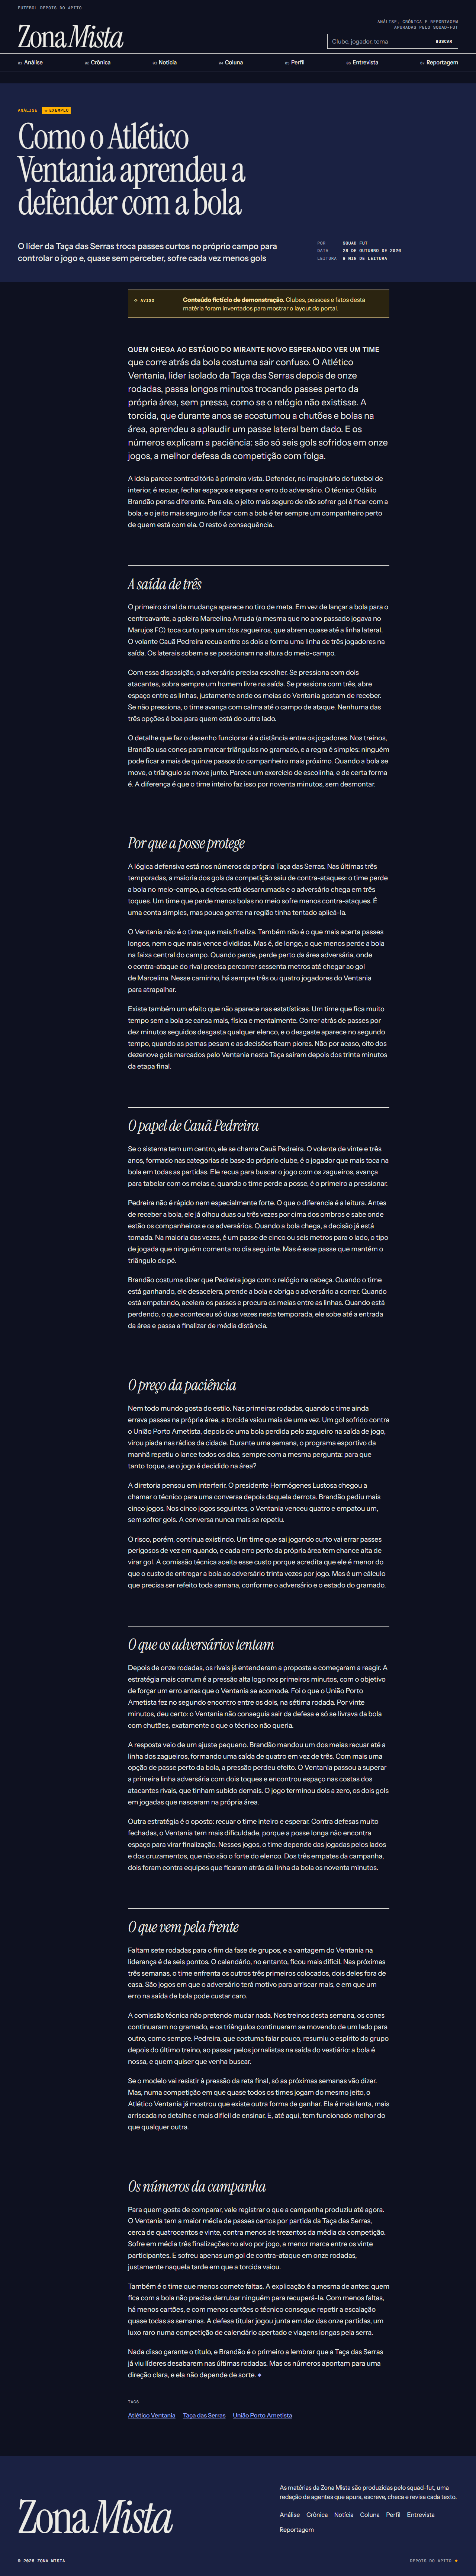 FUTEBOL DEPOIS DO APITO
Zona Mista
ANÁLISE, CRÔNICA E REPORTAGEM
APURADAS PELO SQUAD-FUT
Clube, jogador, tema
BUSCAR
01 Análise
02 Crônica
03 Notícia
04 Coluna
05 Perfil
06 Entrevista
07 Reportagem
ANÁLISE
EXEMPLO
Como o Atlético
Ventania aprendeu a
defender com a bola
O líder da Taça das Serras troca passes curtos no próprio campo para
controlar o jogo e, quase sem perceber, sofre cada vez menos gols
POR SQUAD FUT
DATA 26 DE OUTUBRO DE 2026
LEITURA 9 MIN DE LEITURA
AVISO
Conteúdo fictício de demonstração. Clubes, pessoas e fatos desta
matéria foram inventados para mostrar o layout do portal.
QUEM CHEGA AO ESTÁDIO DO MIRANTE NOVO ESPERANDO VER UM TIME
que corre atrás da bola costuma sair confuso. O Atlético
Ventania, líder isolado da Taça das Serras depois de onze
rodadas, passa longos minutos trocando passes perto da
própria área, sem pressa, como se o relógio não existisse. A
torcida, que durante anos se acostumou a chutões e bolas na
área, aprendeu a aplaudir um passe lateral bem dado. E os
números explicam a paciência: são só seis gols sofridos em onze
jogos, a melhor defesa da competição com folga.
A ideia parece contraditória à primeira vista. Defender, no imaginário do futebol de
interior, é recuar, fechar espaços e esperar o erro do adversário. O técnico Odálio
Brandão pensa diferente. Para ele, o jeito mais seguro de não sofrer gol é ficar com a
bola, e o jeito mais seguro de ficar com a bola é ter sempre um companheiro perto
de quem está com ela. O resto é consequência.
A saída de três
O primeiro sinal da mudança aparece no tiro de meta. Em vez de lançar a bola para o
centroavante, a goleira Marcelina Arruda (a mesma que no ano passado jogava no
Marujos FC) toca curto para um dos zagueiros, que abrem quase até a linha lateral.
O volante Cauã Pedreira recua entre os dois e forma uma linha de três jogadores na
saída. Os laterais sobem e se posicionam na altura do meio-campo.
Com essa disposição, o adversário precisa escolher. Se pressiona com dois
atacantes, sobra sempre um homem livre na saída. Se pressiona com três, abre
espaço entre as linhas, justamente onde os meias do Ventania gostam de receber.
Se não pressiona, o time avança com calma até o campo de ataque. Nenhuma das
três opções é boa para quem está do outro lado.
O detalhe que faz o desenho funcionar é a distância entre os jogadores. Nos treinos,
Brandão usa cones para marcar triângulos no gramado, e a regra é simples: ninguém
pode ficar a mais de quinze passos do companheiro mais próximo. Quando a bola se
move, o triângulo se move junto. Parece um exercício de escolinha, e de certa forma
é. A diferença é que o time inteiro faz isso por noventa minutos, sem desmontar.
Por que a posse protege
A lógica defensiva está nos números da própria Taça das Serras. Nas últimas três
temporadas, a maioria dos gols da competição saiu de contra-ataques: o time perde
a bola no meio-campo, a defesa está desarrumada e o adversário chega em três
toques. Um time que perde menos bolas no meio sofre menos contra-ataques. É
uma conta simples, mas pouca gente na região tinha tentado aplicá-la.
O Ventania não é o time que mais finaliza. Também não é o que mais acerta passes
longos, nem o que mais vence divididas. Mas é, de longe, o que menos perde a bola
na faixa central do campo. Quando perde, perde perto da área adversária, onde
o contra-ataque do rival precisa percorrer sessenta metros até chegar ao gol
de Marcelina. Nesse caminho, há sempre três ou quatro jogadores do Ventania
para atrapalhar.
Existe também um efeito que não aparece nas estatísticas. Um time que fica muito
tempo sem a bola se cansa mais, física e mentalmente. Correr atrás de passes por
dez minutos seguidos desgasta qualquer elenco, e o desgaste aparece no segundo
tempo, quando as pernas pesam e as decisões ficam piores. Não por acaso, oito dos
dezenove gols marcados pelo Ventania nesta Taça saíram depois dos trinta minutos
da etapa final.
O papel de Cauã Pedreira
Se o sistema tem um centro, ele se chama Cauã Pedreira. O volante de vinte e três
anos, formado nas categorias de base do próprio clube, é o jogador que mais toca na
bola em todas as partidas. Ele recua para buscar o jogo com os zagueiros, avança
para tabelar com os meias e, quando o time perde a posse, é o primeiro a pressionar.
Pedreira não é rápido nem especialmente forte. O que o diferencia é a leitura. Antes
de receber a bola, ele já olhou duas ou três vezes por cima dos ombros e sabe onde
estão os companheiros e os adversários. Quando a bola chega, a decisão já está
tomada. Na maioria das vezes, é um passe de cinco ou seis metros para o lado, o tipo
de jogada que ninguém comenta no dia seguinte. Mas é esse passe que mantém o
triângulo de pé.
Brandão costuma dizer que Pedreira joga com o relógio na cabeça. Quando o time
está ganhando, ele desacelera, prende a bola e obriga o adversário a correr. Quando
está empatando, acelera os passes e procura os meias entre as linhas. Quando está
perdendo, o que aconteceu só duas vezes nesta temporada, ele sobe até a entrada
da área e passa a finalizar de média distância.
O preço da paciência
Nem todo mundo gosta do estilo. Nas primeiras rodadas, quando o time ainda
errava passes na própria área, a torcida vaiou mais de uma vez. Um gol sofrido contra
o União Porto Ametista, depois de uma bola perdida pelo zagueiro na saída de jogo,
virou piada nas rádios da cidade. Durante uma semana, o programa esportivo da
manhã repetiu o lance todos os dias, sempre com a mesma pergunta: para que
tanto toque, se o jogo é decidido na área?
A diretoria pensou em interferir. O presidente Hermógenes Lustosa chegou a
chamar o técnico para uma conversa depois daquela derrota. Brandão pediu mais
cinco jogos. Nos cinco jogos seguintes, o Ventania venceu quatro e empatou um,
sem sofrer gols. A conversa nunca mais se repetiu.
O risco, porém, continua existindo. Um time que sai jogando curto vai errar passes
perigosos de vez em quando, e cada erro perto da própria área tem chance alta de
virar gol. A comissão técnica aceita esse custo porque acredita que ele é menor do
que o custo de entregar a bola ao adversário trinta vezes por jogo. Mas é um cálculo
que precisa ser refeito toda semana, conforme o adversário e o estado do gramado.
O que os adversários tentam
Depois de onze rodadas, os rivais já entenderam a proposta e começaram a reagir. A
estratégia mais comum é a pressão alta logo nos primeiros minutos, com o objetivo
de forçar um erro antes que o Ventania se acomode. Foi o que o União Porto
Ametista fez no segundo encontro entre os dois, na sétima rodada. Por vinte
minutos, deu certo: o Ventania não conseguia sair da defesa e só se livrava da bola
com chutões, exatamente o que o técnico não queria.
A resposta veio de um ajuste pequeno. Brandão mandou um dos meias recuar até a
linha dos zagueiros, formando uma saída de quatro em vez de três. Com mais uma
opção de passe perto da bola, a pressão perdeu efeito. O Ventania passou a superar
a primeira linha adversária com dois toques e encontrou espaço nas costas dos
atacantes rivais, que tinham subido demais. O jogo terminou dois a zero, os dois gols
em jogadas que nasceram na própria área.
Outra estratégia é o oposto: recuar o time inteiro e esperar. Contra defesas muito
fechadas, o Ventania tem mais dificuldade, porque a posse longa não encontra
espaço para virar finalização. Nesses jogos, o time depende das jogadas pelos lados
e dos cruzamentos, que não são o forte do elenco. Dos três empates da campanha,
dois foram contra equipes que ficaram atrás da linha da bola os noventa minutos.
O que vem pela frente
Faltam sete rodadas para o fim da fase de grupos, e a vantagem do Ventania na
liderança é de seis pontos. O calendário, no entanto, ficou mais difícil. Nas próximas
três semanas, o time enfrenta os outros três primeiros colocados, dois deles fora de
casa. São jogos em que o adversário terá motivo para arriscar mais, e em que um
erro na saída de bola pode custar caro.
A comissão técnica não pretende mudar nada. Nos treinos desta semana, os cones
continuaram no gramado, e os triângulos continuaram se movendo de um lado para
outro, como sempre. Pedreira, que costuma falar pouco, resumiu o espírito do grupo
depois do último treino, ao passar pelos jornalistas na saída do vestiário: a bola é
nossa, e quem quiser que venha buscar.
Se o modelo vai resistir à pressão da reta final, só as próximas semanas vão dizer.
Mas, numa competição em que quase todos os times jogam do mesmo jeito, o
Atlético Ventania já mostrou que existe outra forma de ganhar. Ela é mais lenta, mais
arriscada no detalhe e mais difícil de ensinar. E, até aqui, tem funcionado melhor do
que qualquer outra.
Os números da campanha
Para quem gosta de comparar, vale registrar o que a campanha produziu até agora.
O Ventania tem a maior média de passes certos por partida da Taça das Serras,
cerca de quatrocentos e vinte, contra menos de trezentos da média da competição.
Sofre em média três finalizações no alvo por jogo, a menor marca entre os vinte
participantes. E sofreu apenas um gol de contra-ataque em onze rodadas,
justamente naquela tarde em que a torcida vaiou.
Também é o time que menos comete faltas. A explicação é a mesma de antes: quem
fica com a bola não precisa derrubar ninguém para recuperá-la. Com menos faltas,
há menos cartões, e com menos cartões o técnico consegue repetir a escalação
quase todas as semanas. A defesa titular jogou junta em dez das onze partidas, um
luxo raro numa competição de calendário apertado e viagens longas pela serra.
Nada disso garante o título, e Brandão é o primeiro a lembrar que a Taça das Serras
já viu líderes desabarem nas últimas rodadas. Mas os números apontam para uma
direção clara, e ela não depende de sorte.
TAGS
Atlético Ventania
Taça das Serras
União Porto Ametista
Zona Mista
As matérias da Zona Mista são produzidas pelo squad-fut, uma
redação de agentes que apura, escreve, checa e revisa cada texto.
Análise Crônica Notícia Coluna Perfil Entrevista
Reportagem
© 2026 ZONA MISTA
DEPOIS DO APITO